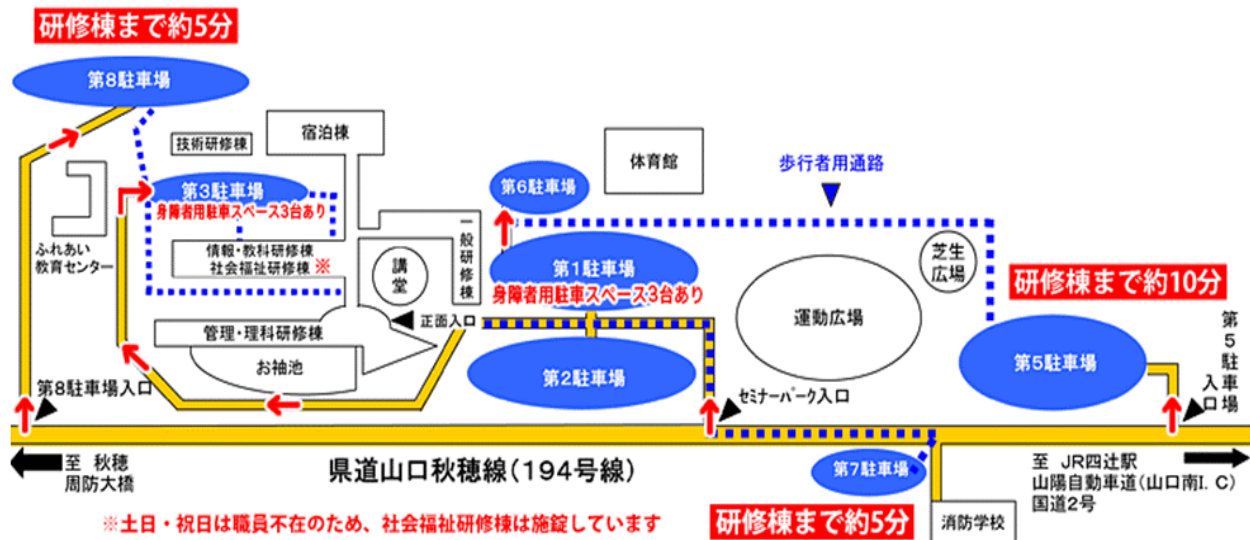 研修棟まで約5分
第8駐車場
技術研修棟
宿泊棟
体育館
歩行者用通路
第3駐車場
身障者用駐車スペース3台あり
第6駐車場
ふれあい
教育センター
情報・教科研修棟
社会福祉研修棟 ※
講堂
一般研修棟
第1駐車場
身障者用駐車スペース3台あり
芝生
広場
研修棟まで約10分
運動広場
正面入口
管理・理科研修棟
お袖池
第2駐車場
第5駐車場
第5駐車場
入口
第8駐車場入口
セミナーパーク入口
至 秋穂
周防大橋
県道山口秋穂線(194号線)
第7駐車場
至 JR四辻駅
山陽自動車道(山口南I. C)
国道2号
※土日・祝日は職員不在のため、社会福祉研修棟は施錠しています
研修棟まで約5分
消防学校